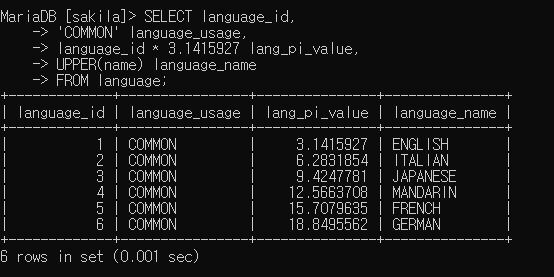 MariaDB [sakila]> SELECT language_id,
    -> 'COMMON' language_usage,
    -> language_id * 3.1415927 lang_pi_value,
    -> UPPER(name) language_name
    -> FROM language;
+-------------+----------------+---------------+---------------+
| language_id | language_usage | lang_pi_value | language_name |
+-------------+----------------+---------------+---------------+
|           1 | COMMON         |     3.1415927 | ENGLISH       |
|           2 | COMMON         |     6.2831854 | ITALIAN       |
|           3 | COMMON         |     9.4247781 | JAPANESE      |
|           4 | COMMON         |    12.5663708 | MANDARIN      |
|           5 | COMMON         |    15.7079635 | FRENCH        |
|           6 | COMMON         |    18.8495562 | GERMAN        |
+-------------+----------------+---------------+---------------+
6 rows in set (0.001 sec)